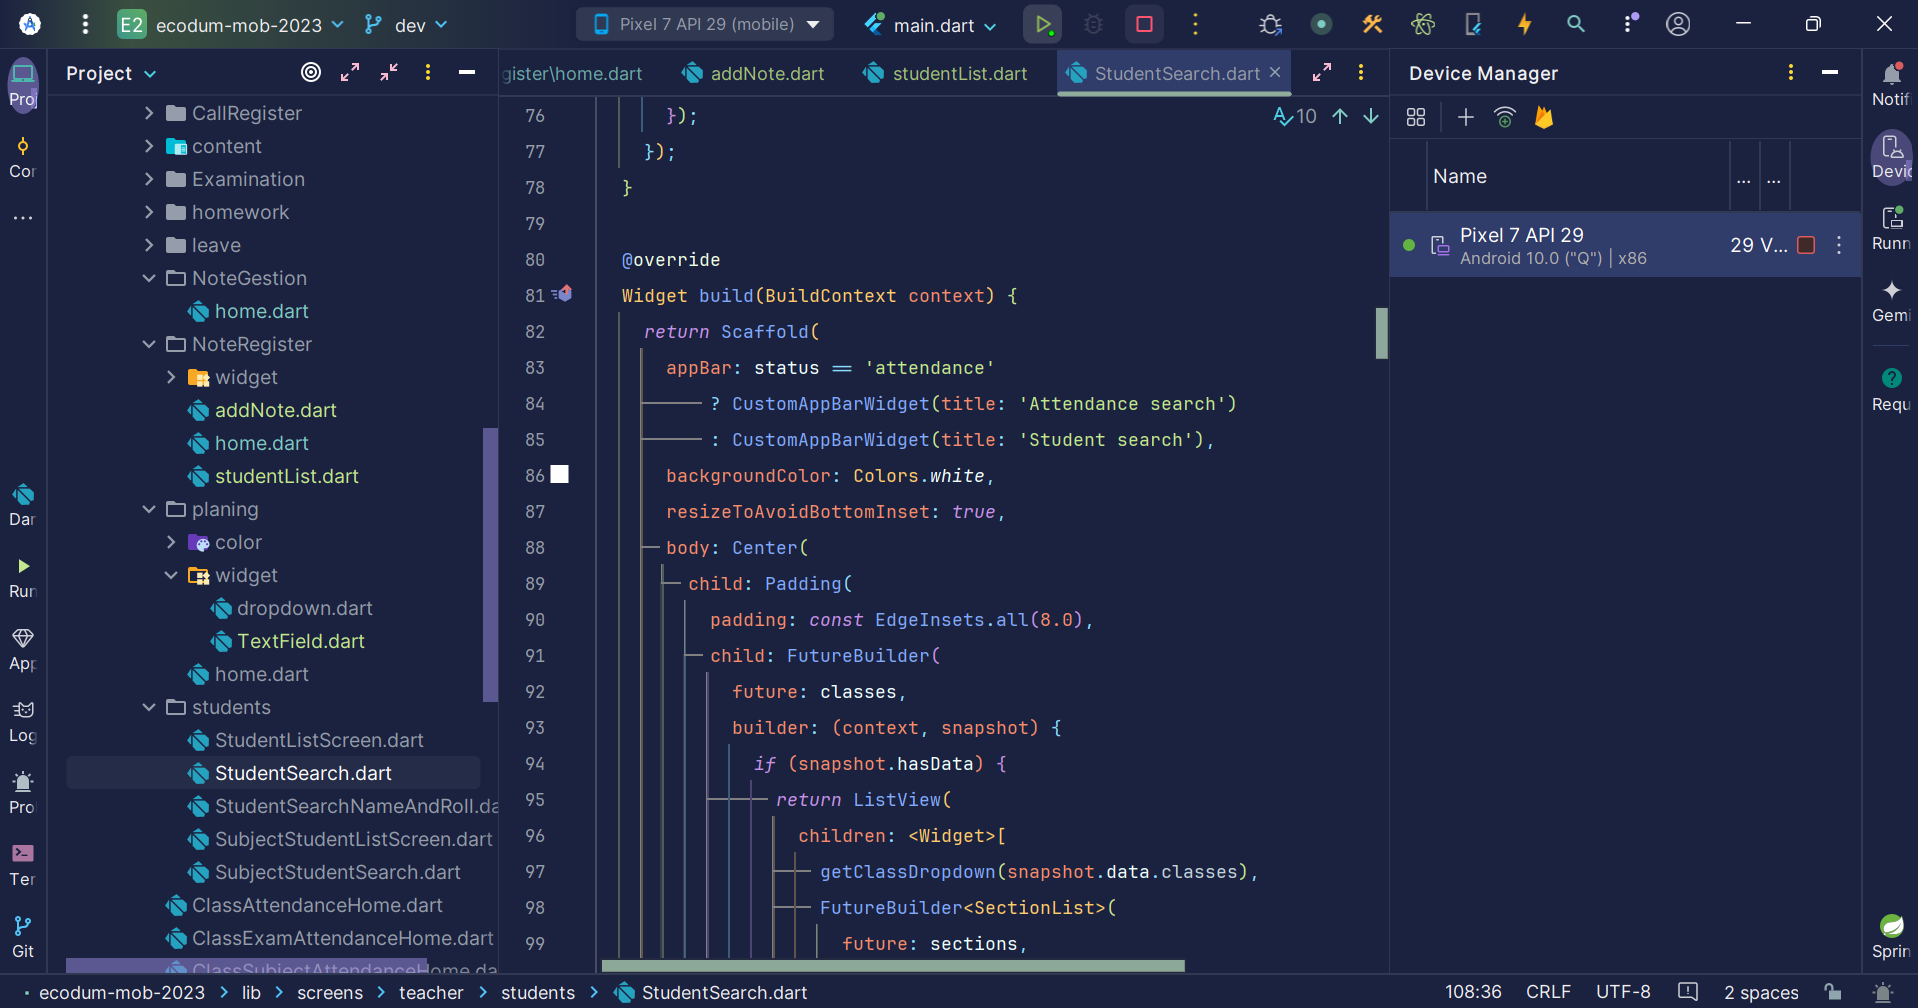 E2 ecodum-mob-2023 dev Pixel 7 API 29 (mobile) main.dart
Project
gister\home.dart addNote.dart studentList.dart StudentSearch.dart
Device Manager
Proj
Con
Dar
Run
App
Log
Pro
Ter
Git
CallRegister
content
Examination
homework
leave
NoteGestion
home.dart
NoteRegister
widget
addNote.dart
home.dart
studentList.dart
planing
color
widget
dropdown.dart
TextField.dart
home.dart
students
StudentListScreen.dart
StudentSearch.dart
StudentSearchNameAndRoll.da
SubjectStudentListScreen.dart
SubjectStudentSearch.dart
ClassAttendanceHome.dart
ClassExamAttendanceHome.dart
ClassSubjectAttendanceHome.da
10
76 });
77 });
78 }
79
80 @override
81 Widget build(BuildContext context) {
82 return Scaffold(
83 appBar: status == 'attendance'
84 ? CustomAppBarWidget(title: 'Attendance search')
85 : CustomAppBarWidget(title: 'Student search'),
86 backgroundColor: Colors.white,
87 resizeToAvoidBottomInset: true,
88 body: Center(
89 child: Padding(
90 padding: const EdgeInsets.all(8.0),
91 child: FutureBuilder(
92 future: classes,
93 builder: (context, snapshot) {
94 if (snapshot.hasData) {
95 return ListView(
96 children: <Widget>[
97 getClassDropdown(snapshot.data.classes),
98 FutureBuilder<SectionList>(
99 future: sections,
Name ... ...
Pixel 7 API 29 29 V...
Android 10.0 ("Q") | x86
Notif
Devic
Runn
Gemi
Requ
Sprin
ecodum-mob-2023 > lib > screens > teacher > students > StudentSearch.dart
108:36 CRLF UTF-8 2 spaces